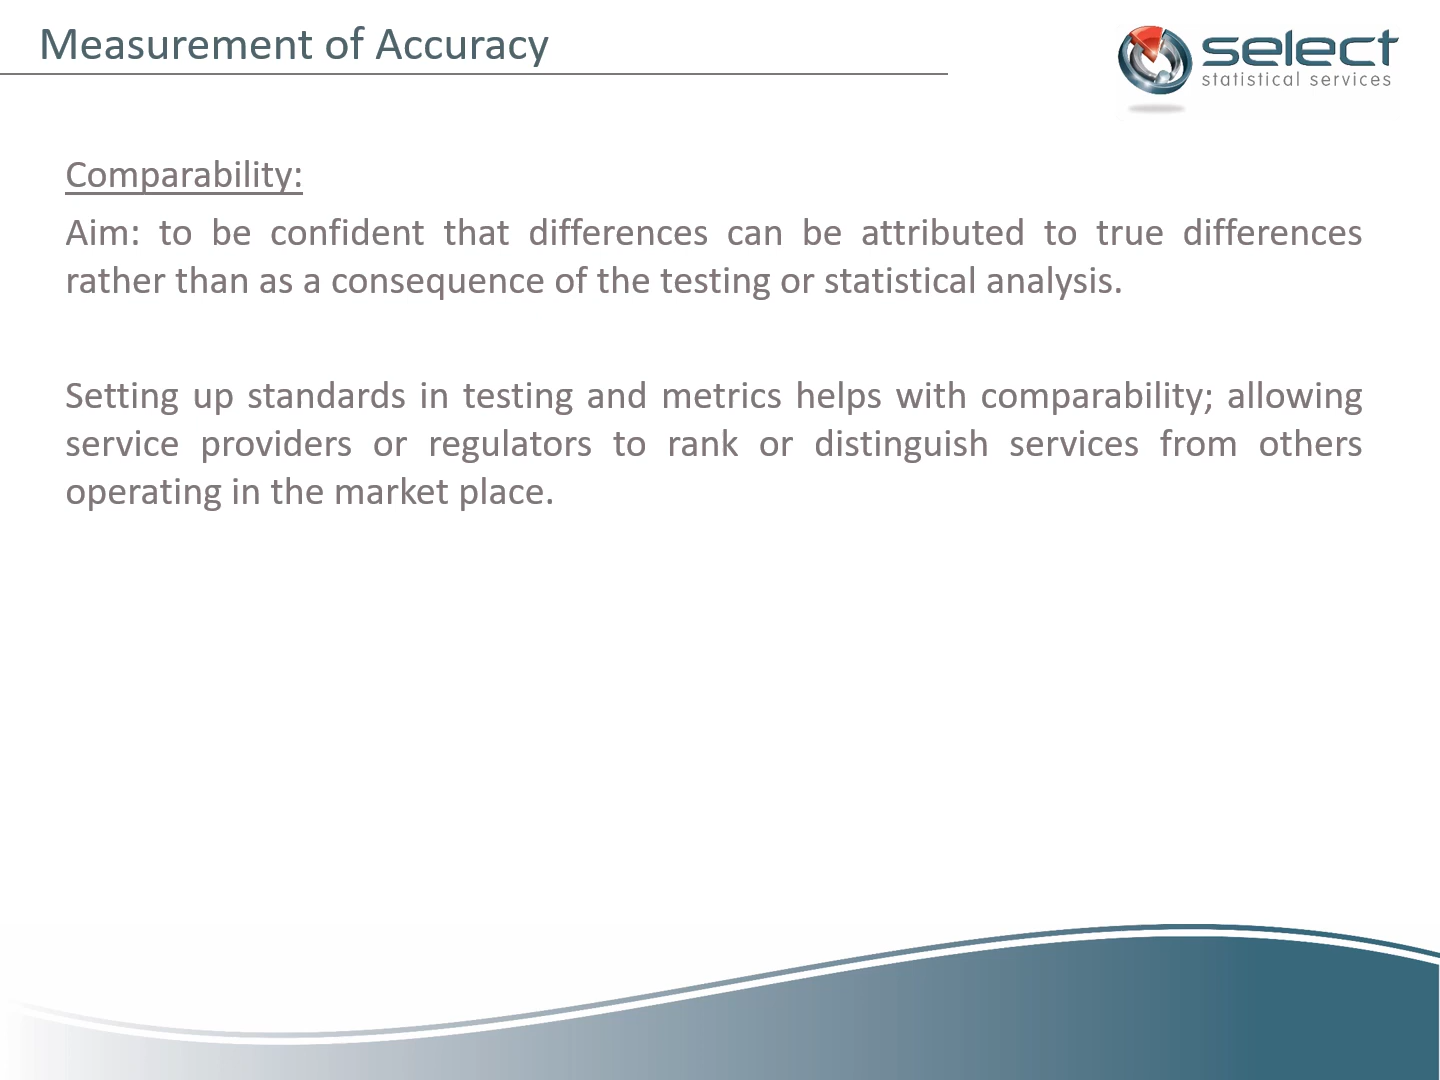 Measurement of Accuracy
select
statistical services
Comparability:
Aim: to be confident that differences can be attributed to true differences
rather than as a consequence of the testing or statistical analysis.
Setting up standards in testing and metrics helps with comparability; allowing
service providers or regulators to rank or distinguish services from others
operating in the market place.